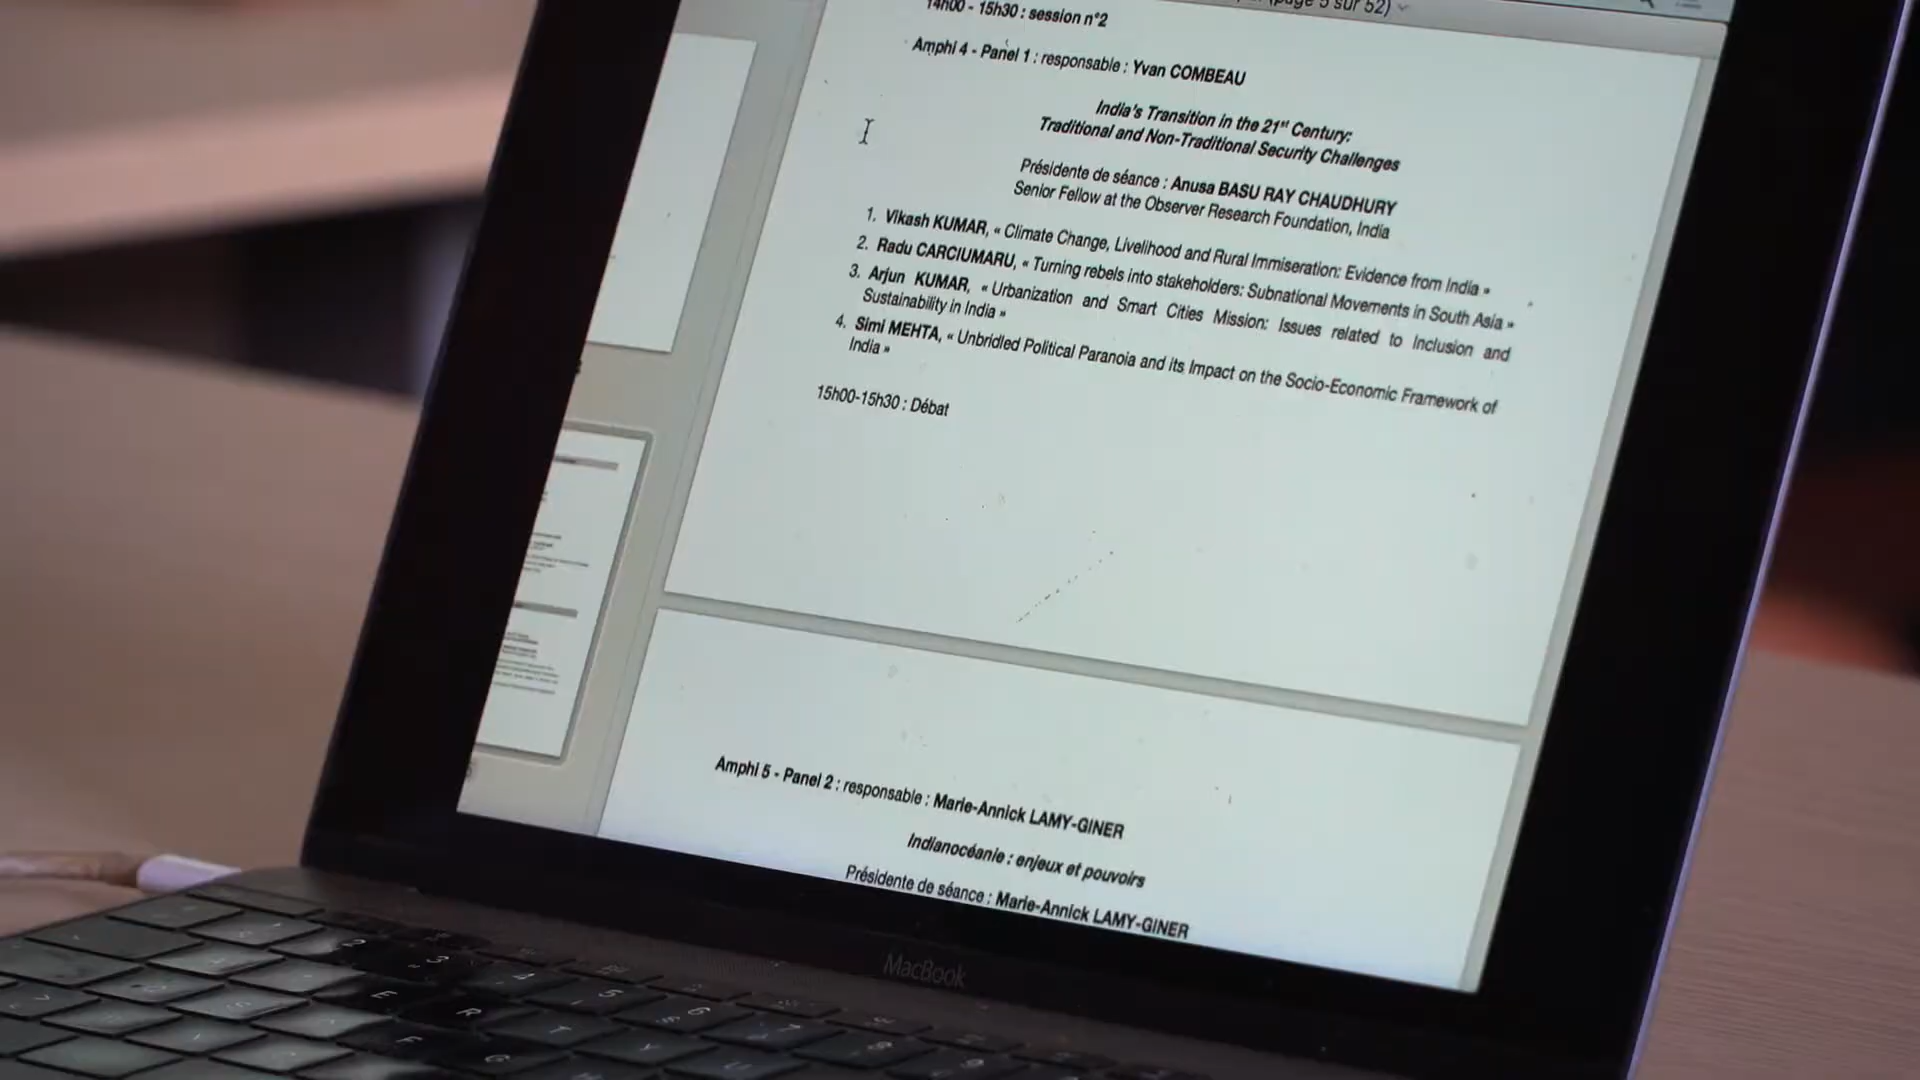 (page 5 sur 52)
14h00 - 15h30 : session n°2
Amphi 4 - Panel 1 : responsable : Yvan COMBEAU
India's Transition in the 21st Century:
Traditional and Non-Traditional Security Challenges
Présidente de séance : Anusa BASU RAY CHAUDHURY
Senior Fellow at the Observer Research Foundation, India
1. Vikash KUMAR, « Climate Change, Livelihood and Rural Immiseration: Evidence from India »
2. Radu CARCIUMARU, « Turning rebels into stakeholders: Subnational Movements in South Asia »
3. Arjun KUMAR, « Urbanization and Smart Cities Mission: Issues related to Inclusion and
Sustainability in India »
4. Simi MEHTA, « Unbridled Political Paranoia and its Impact on the Socio-Economic Framework of
India »
15h00-15h30 : Débat
Amphi 5 - Panel 2 : responsable : Marie-Annick LAMY-GINER
Indianocéanie : enjeux et pouvoirs
Présidente de séance : Marie-Annick LAMY-GINER
MacBook